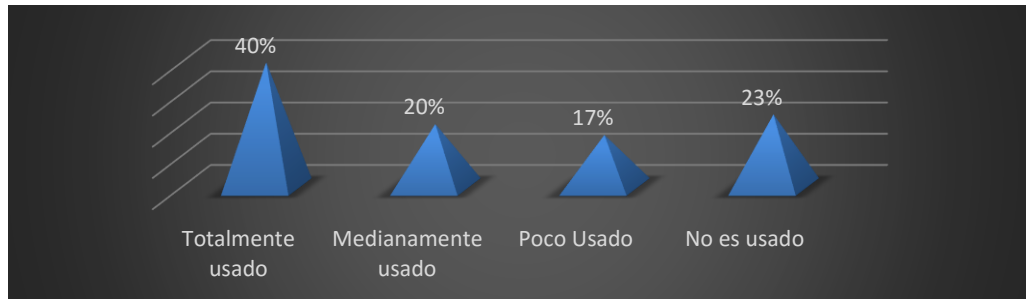 40%
20%
17%
23%
Totalmente
usado
Medianamente
usado
Poco Usado
No es usado